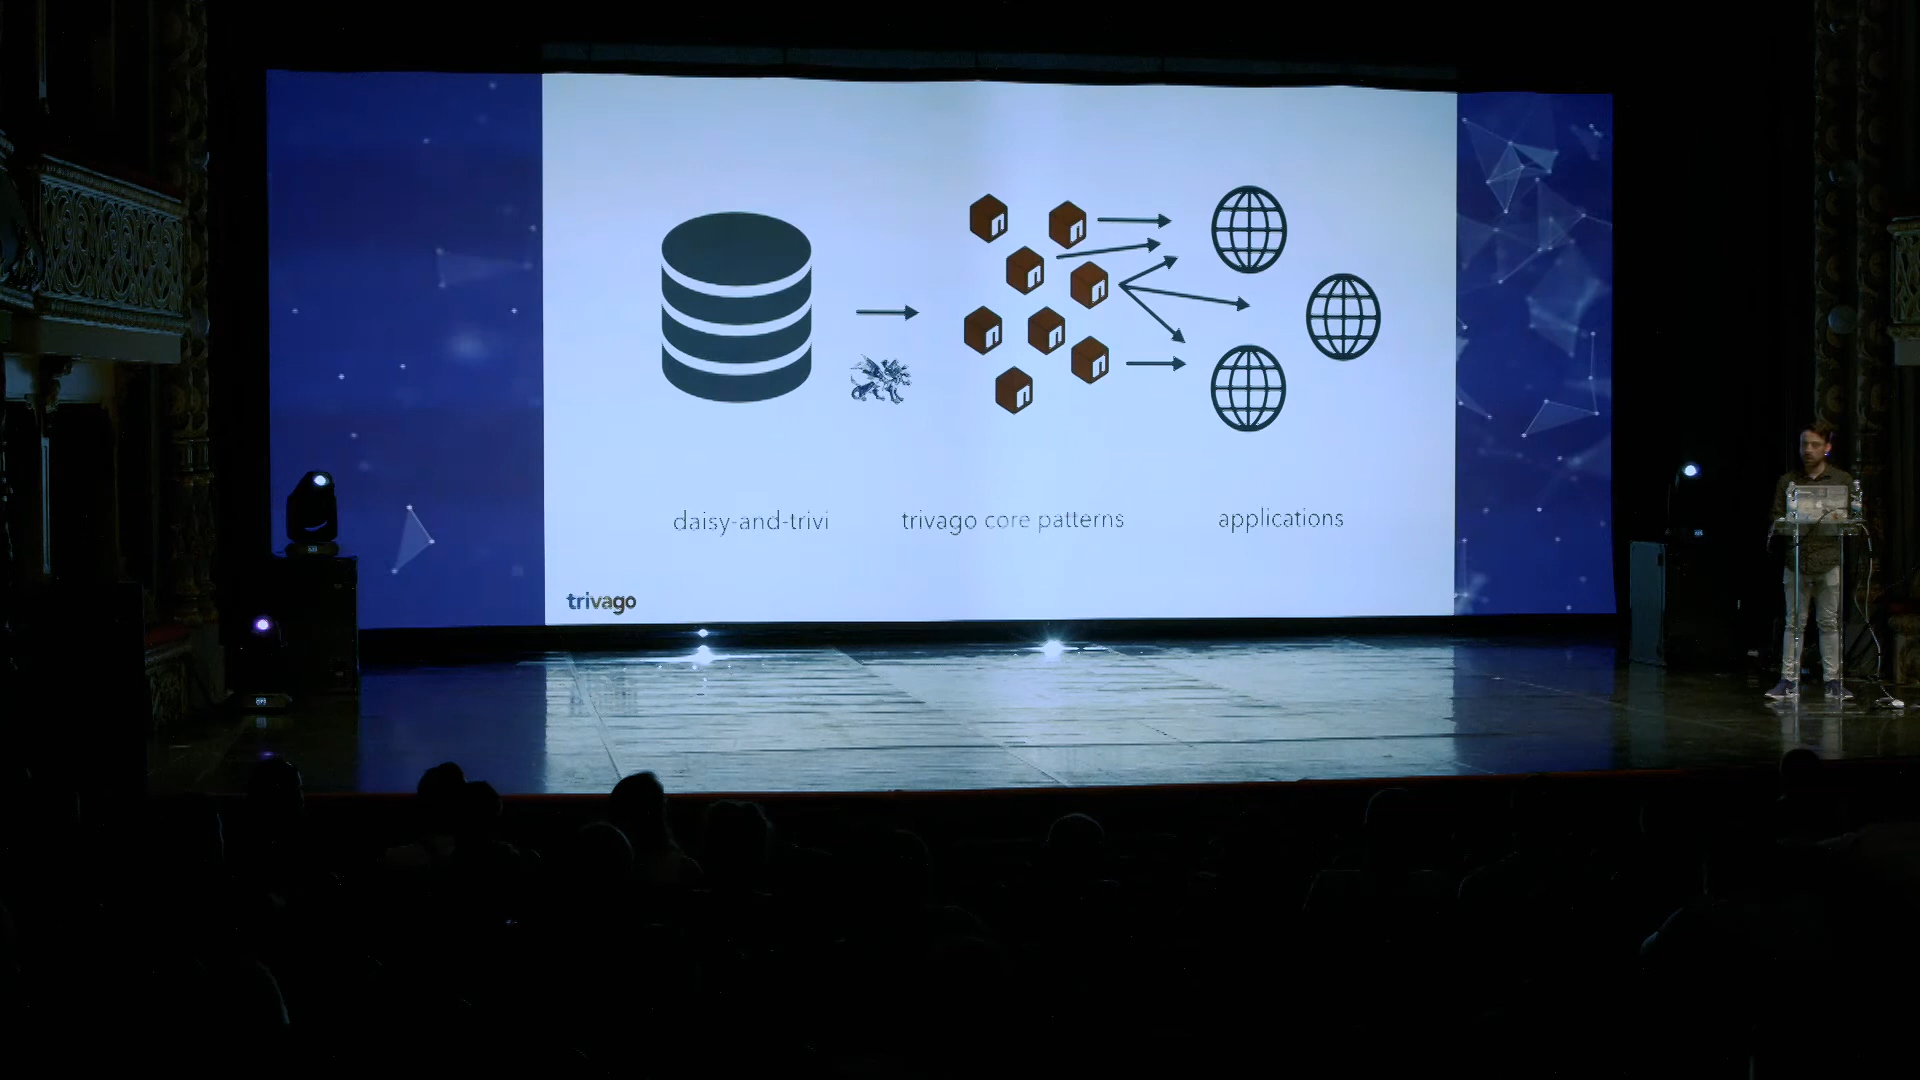 daisy-and-trivi
trivago core patterns
applications
trivago